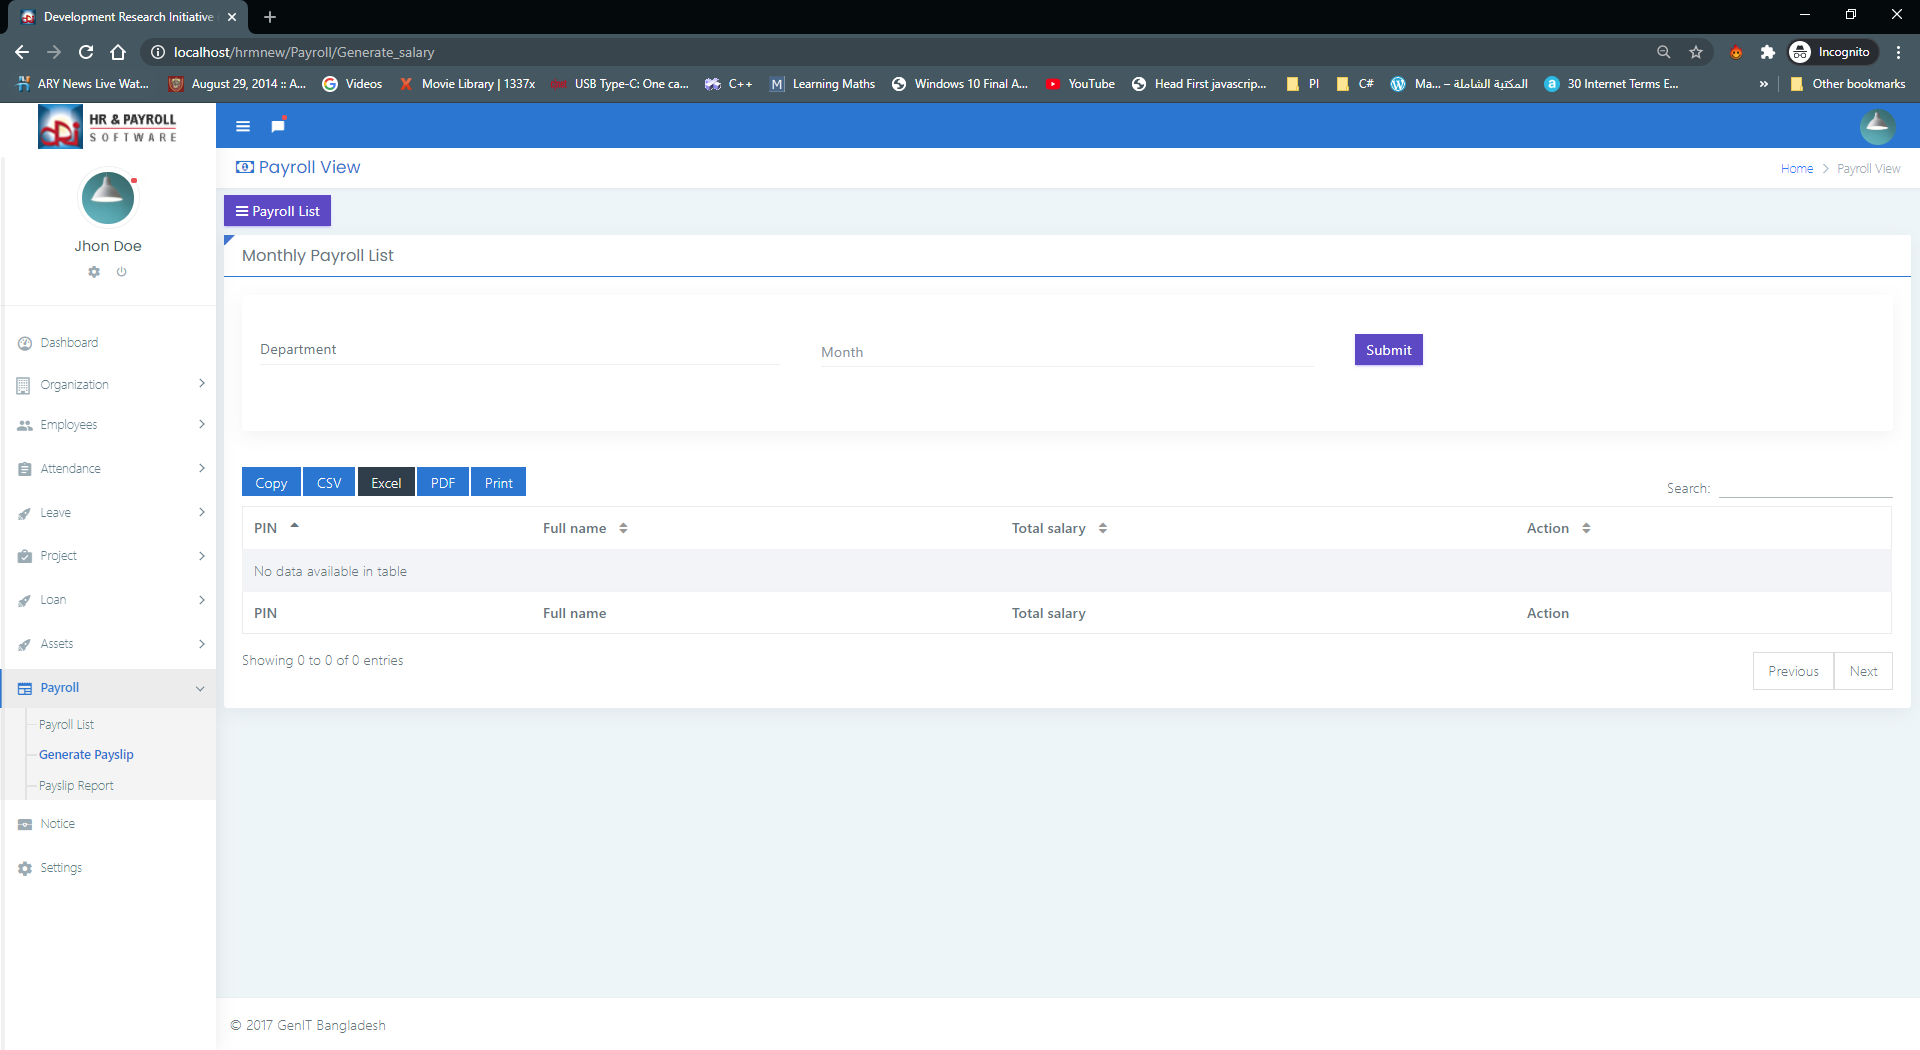 Development Research Initiative
localhost/hrmnew/Payroll/Generate_salary
Incognito
ARY News Live Wat...
August 29, 2014 :: A...
Videos
Movie Library | 1337x
USB Type-C: One ca...
C++
Learning Maths
Windows 10 Final A...
YouTube
Head First javascrip...
PI
C#
Ma... – المكتبة الشاملة
30 Internet Terms E...
»
Other bookmarks
HR & PAYROLL
SOFTWARE
Payroll View
Home > Payroll View
Payroll List
Jhon Doe
Monthly Payroll List
Department
Month
Submit
Dashboard
Organization
Employees
Attendance
Leave
Project
Loan
Assets
Payroll
Payroll List
Generate Payslip
Payslip Report
Notice
Settings
Copy CSV Excel PDF Print
Search:
PIN Full name Total salary Action
No data available in table
PIN Full name Total salary Action
Showing 0 to 0 of 0 entries
Previous Next
© 2017 GenIT Bangladesh